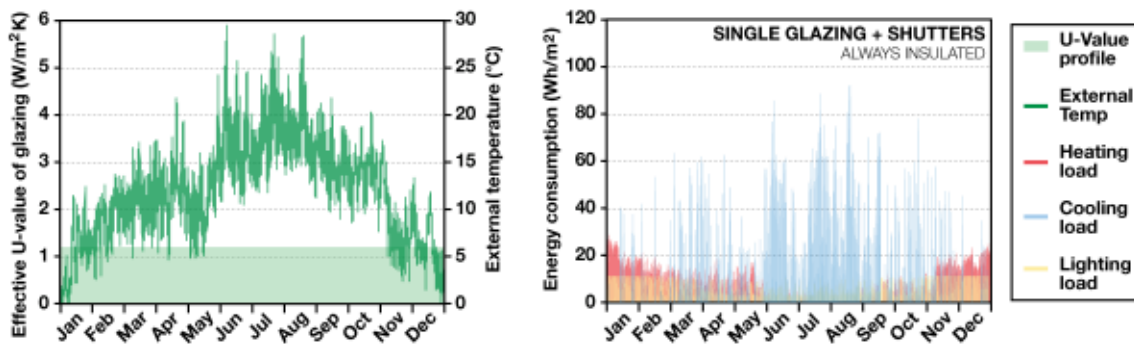 Effective U-value of glazing (W/m² K)
6
5
4
3
2
1
0
30
25
20
15
10
5
0
External temperature (°C)
Jan Feb Mar Apr May Jun Jul Aug Sep Oct Nov Dec
Energy consumption (Wh/m²)
120
100
80
60
40
20
0
SINGLE GLAZING + SHUTTERS
ALWAYS INSULATED
Jan Feb Mar Apr May Jun Jul Aug Sep Oct Nov Dec
U-Value
profile
External
Temp
Heating
load
Cooling
load
Lighting
load